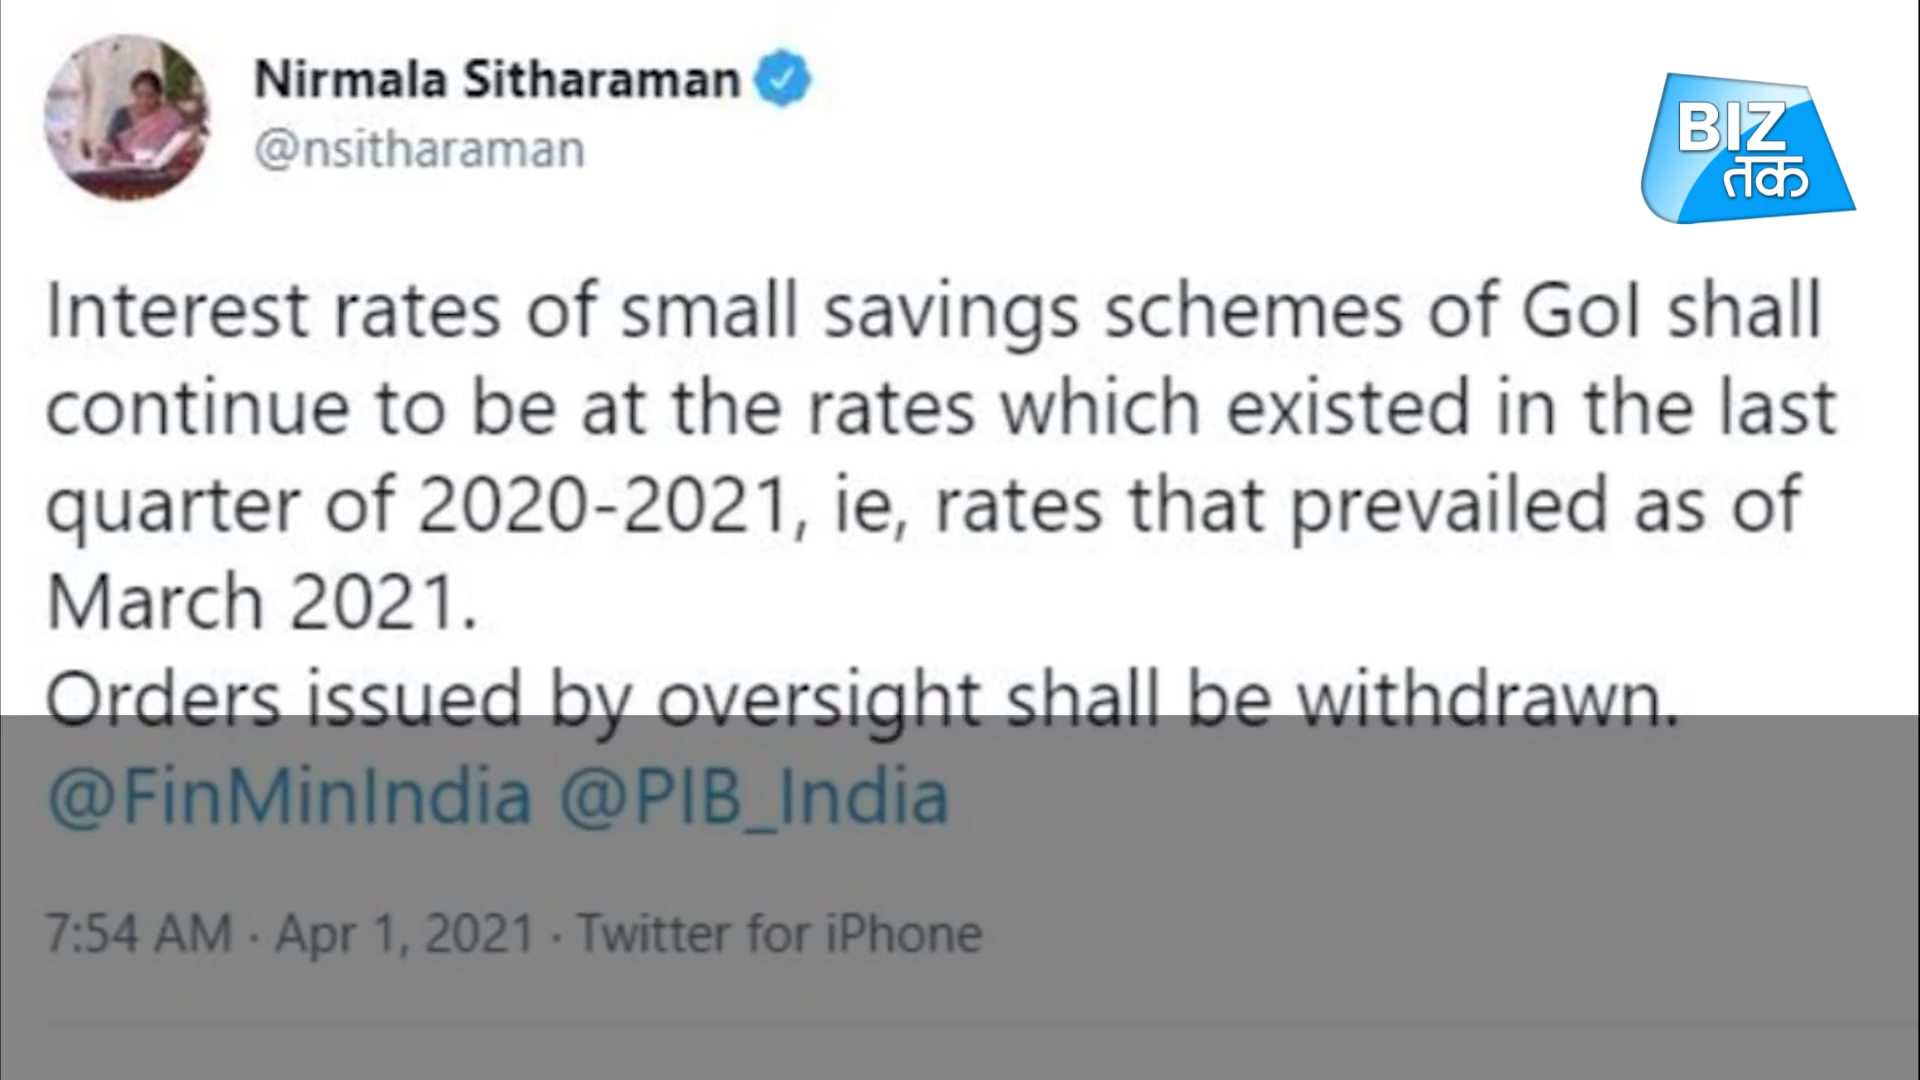 Nirmala Sitharaman
@nsitharaman
BIZ
तक
Interest rates of small savings schemes of GoI shall
continue to be at the rates which existed in the last
quarter of 2020-2021, ie, rates that prevailed as of
March 2021.
Orders issued by oversight shall be withdrawn.
@FinMinIndia @PIB_India
7:54 AM · Apr 1, 2021 · Twitter for iPhone